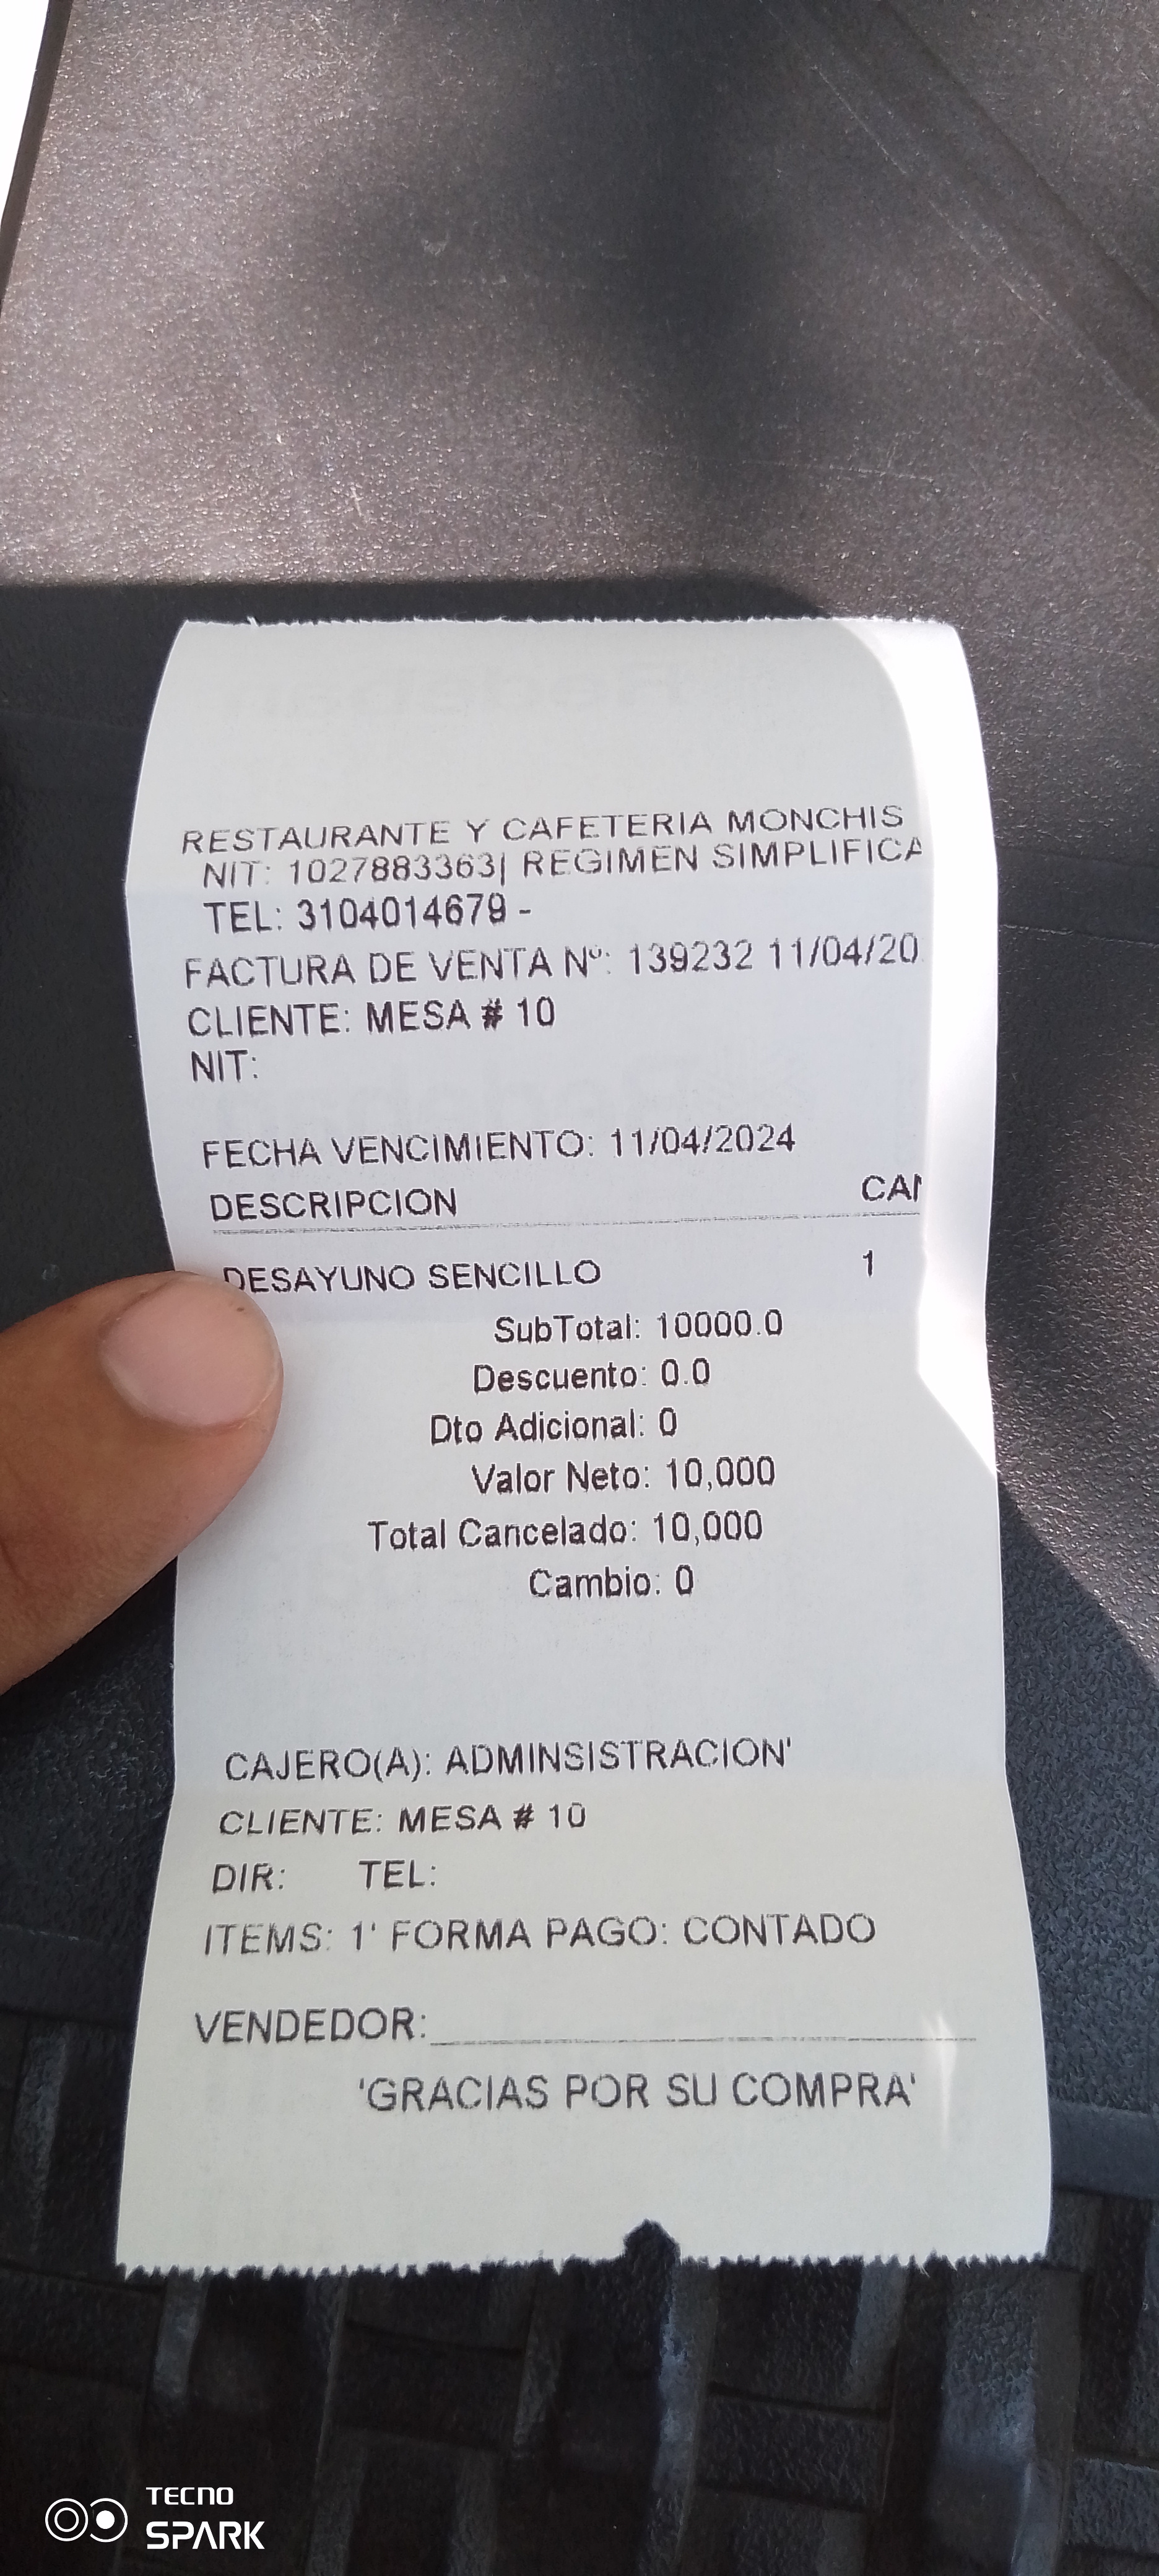 RESTAURANTE Y CAFETERIA MONCHIS
NIT: 1027883363| REGIMEN SIMPLIFICA
TEL: 3104014679 -
FACTURA DE VENTA Nº: 139232 11/04/20
CLIENTE: MESA # 10
NIT:
FECHA VENCIMIENTO: 11/04/2024
DESCRIPCION CAN
DESAYUNO SENCILLO 1
SubTotal: 10000.0
Descuento: 0.0
Dto Adicional: 0
Valor Neto: 10,000
Total Cancelado: 10,000
Cambio: 0
CAJERO(A): ADMINSISTRACION'
CLIENTE: MESA # 10
DIR: TEL:
ITEMS: 1' FORMA PAGO: CONTADO
VENDEDOR:
'GRACIAS POR SU COMPRA'
TECNO
SPARK